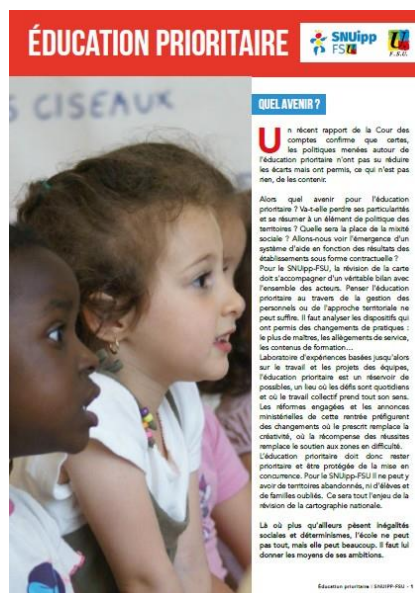 ÉDUCATION PRIORITAIRE
SNUipp
FSU
F.S.U.
S CISEAUX
QUEL AVENIR ?
Un récent rapport de la Cour des
comptes confirme que certes,
les politiques menées autour de
l'éducation prioritaire n'ont pas su réduire
les écarts mais ont permis, ce qui n'est pas
rien, de les contenir.
Alors quel avenir pour l'éducation
prioritaire ? Va-t-elle perdre ses particularités
et se résumer à un élément de politique des
territoires ? Quelle sera la place de la mixité
sociale ? Allons-nous voir l'émergence d'un
système d'aide en fonction des résultats des
établissements sous forme contractuelle ?
Pour le SNUipp-FSU, la révision de la carte
doit s'accompagner d'un véritable bilan avec
l'ensemble des acteurs. Penser l'éducation
prioritaire au travers de la gestion des
personnels ou de l'approche territoriale ne
peut suffire. Il faut analyser les dispositifs qui
ont permis des changements de pratiques :
le plus de maîtres, les allègements de service,
les contenus de formation...
Laboratoire d'expériences basées jusqu'alors
sur le travail et les projets des équipes,
l'éducation prioritaire est un réservoir de
possibles, un lieu où les défis sont quotidiens
et où le travail collectif prend tout son sens.
Les réformes engagées et les annonces
ministérielles de cette rentrée préfigurent
des changements où le prescrit remplace la
créativité, où la récompense des réussites
remplace le soutien aux zones en difficulté.
L'éducation prioritaire doit donc rester
prioritaire et être protégée de la mise en
concurrence. Pour le SNUipp-FSU Il ne peut y
avoir de territoires abandonnés, ni d'élèves et
de familles oubliés. Ce sera tout l'enjeu de la
révision de la cartographie nationale.
Là où plus qu'ailleurs pèsent inégalités
sociales et déterminismes, l'école ne peut
pas tout, mais elle peut beaucoup. Il faut lui
donner les moyens de ses ambitions.
Éducation prioritaire | SNUIPP-FSU - 1